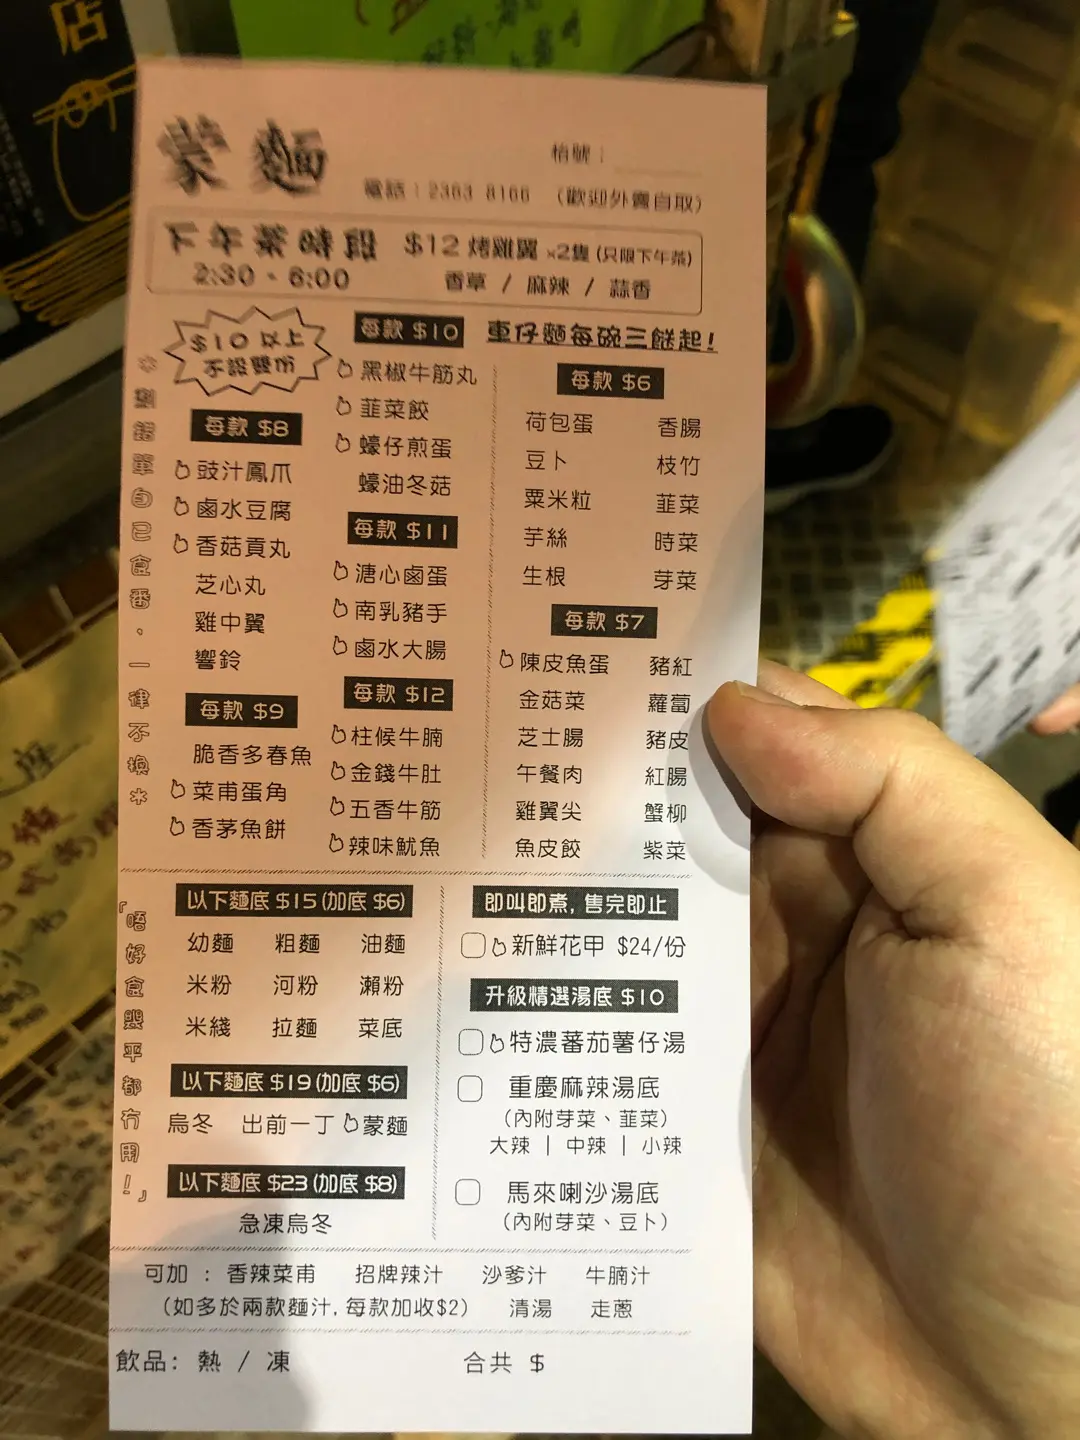 店
蒙麵
枱號：
電話：2363 8166 （歡迎外賣自取）
下午茶時段 $12 烤雞翼 ×2隻 (只限下午茶)
2:30 - 6:00 香草 / 麻辣 / 蒜香
$10 以上
不設雙份
車仔麵每碗三餸起!
＊劃錯單自己食番，一律不換＊
每款 $8
豉汁鳳爪
鹵水豆腐
香菇貢丸
芝心丸
雞中翼
響鈴
每款 $9
脆香多春魚
菜甫蛋角
香茅魚餅
每款 $10
黑椒牛筋丸
韮菜餃
蠔仔煎蛋
蠔油冬菇
每款 $11
溏心鹵蛋
南乳豬手
鹵水大腸
每款 $12
柱候牛腩
金錢牛肚
五香牛筋
辣味魷魚
每款 $6
荷包蛋 香腸
豆卜 枝竹
粟米粒 韮菜
芋絲 時菜
生根 芽菜
每款 $7
陳皮魚蛋 豬紅
金菇菜 蘿蔔
芝士腸 豬皮
午餐肉 紅腸
雞翼尖 蟹柳
魚皮餃 紫菜
「唔好食嬲平都冇用！」
以下麵底 $15 (加底 $6)
幼麵 粗麵 油麵
米粉 河粉 瀨粉
米綫 拉麵 菜底
以下麵底 $19 (加底 $6)
烏冬 出前一丁 蒙麵
以下麵底 $23 (加底 $8)
急凍烏冬
即叫即煮, 售完即止
新鮮花甲 $24/份
升級精選湯底 $10
特濃蕃茄薯仔湯
重慶麻辣湯底
（內附芽菜、韮菜）
大辣 | 中辣 | 小辣
馬來喇沙湯底
（內附芽菜、豆卜）
可加 : 香辣菜甫 招牌辣汁 沙爹汁 牛腩汁
（如多於兩款麵汁, 每款加收$2） 清湯 走蔥
飲品: 熱 / 凍 合共 $